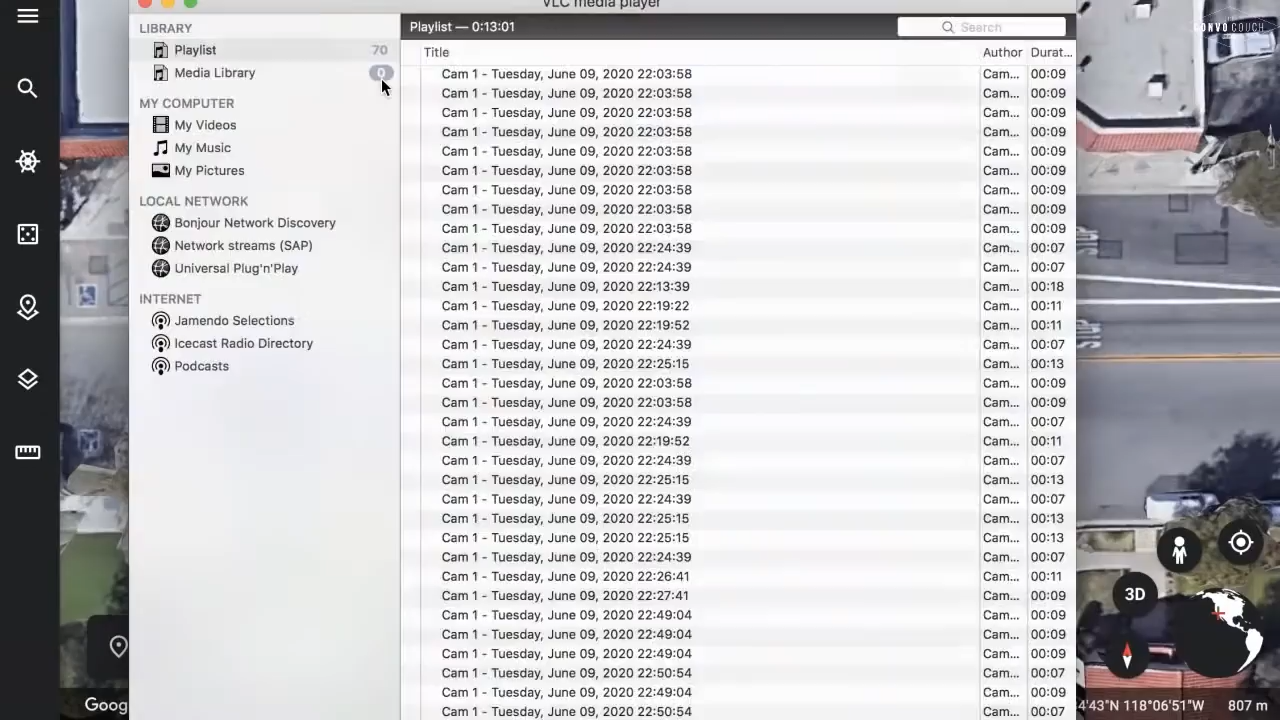 VLC media player
THE CONVO COUCH
LIBRARY
Playlist 70
Media Library 0
MY COMPUTER
My Videos
My Music
My Pictures
LOCAL NETWORK
Bonjour Network Discovery
Network streams (SAP)
Universal Plug'n'Play
INTERNET
Jamendo Selections
Icecast Radio Directory
Podcasts
Playlist — 0:13:01
Search
Title Author Durat...
Cam 1 - Tuesday, June 09, 2020 22:03:58 Cam... 00:09
Cam 1 - Tuesday, June 09, 2020 22:03:58 Cam... 00:09
Cam 1 - Tuesday, June 09, 2020 22:03:58 Cam... 00:09
Cam 1 - Tuesday, June 09, 2020 22:03:58 Cam... 00:09
Cam 1 - Tuesday, June 09, 2020 22:03:58 Cam... 00:09
Cam 1 - Tuesday, June 09, 2020 22:03:58 Cam... 00:09
Cam 1 - Tuesday, June 09, 2020 22:03:58 Cam... 00:09
Cam 1 - Tuesday, June 09, 2020 22:03:58 Cam... 00:09
Cam 1 - Tuesday, June 09, 2020 22:03:58 Cam... 00:09
Cam 1 - Tuesday, June 09, 2020 22:24:39 Cam... 00:07
Cam 1 - Tuesday, June 09, 2020 22:24:39 Cam... 00:07
Cam 1 - Tuesday, June 09, 2020 22:13:39 Cam... 00:18
Cam 1 - Tuesday, June 09, 2020 22:19:22 Cam... 00:11
Cam 1 - Tuesday, June 09, 2020 22:19:52 Cam... 00:11
Cam 1 - Tuesday, June 09, 2020 22:24:39 Cam... 00:07
Cam 1 - Tuesday, June 09, 2020 22:25:15 Cam... 00:13
Cam 1 - Tuesday, June 09, 2020 22:03:58 Cam... 00:09
Cam 1 - Tuesday, June 09, 2020 22:03:58 Cam... 00:09
Cam 1 - Tuesday, June 09, 2020 22:24:39 Cam... 00:07
Cam 1 - Tuesday, June 09, 2020 22:19:52 Cam... 00:11
Cam 1 - Tuesday, June 09, 2020 22:24:39 Cam... 00:07
Cam 1 - Tuesday, June 09, 2020 22:25:15 Cam... 00:13
Cam 1 - Tuesday, June 09, 2020 22:24:39 Cam... 00:07
Cam 1 - Tuesday, June 09, 2020 22:25:15 Cam... 00:13
Cam 1 - Tuesday, June 09, 2020 22:25:15 Cam... 00:13
Cam 1 - Tuesday, June 09, 2020 22:24:39 Cam... 00:07
Cam 1 - Tuesday, June 09, 2020 22:26:41 Cam... 00:11
Cam 1 - Tuesday, June 09, 2020 22:27:41 Cam... 00:09
Cam 1 - Tuesday, June 09, 2020 22:49:04 Cam... 00:09
Cam 1 - Tuesday, June 09, 2020 22:49:04 Cam... 00:09
Cam 1 - Tuesday, June 09, 2020 22:49:04 Cam... 00:09
Cam 1 - Tuesday, June 09, 2020 22:50:54 Cam... 00:07
Cam 1 - Tuesday, June 09, 2020 22:49:04 Cam... 00:09
Cam 1 - Tuesday, June 09, 2020 22:50:54 Cam... 00:07
3D
Goog
4'43"N 118°06'51"W 807 m